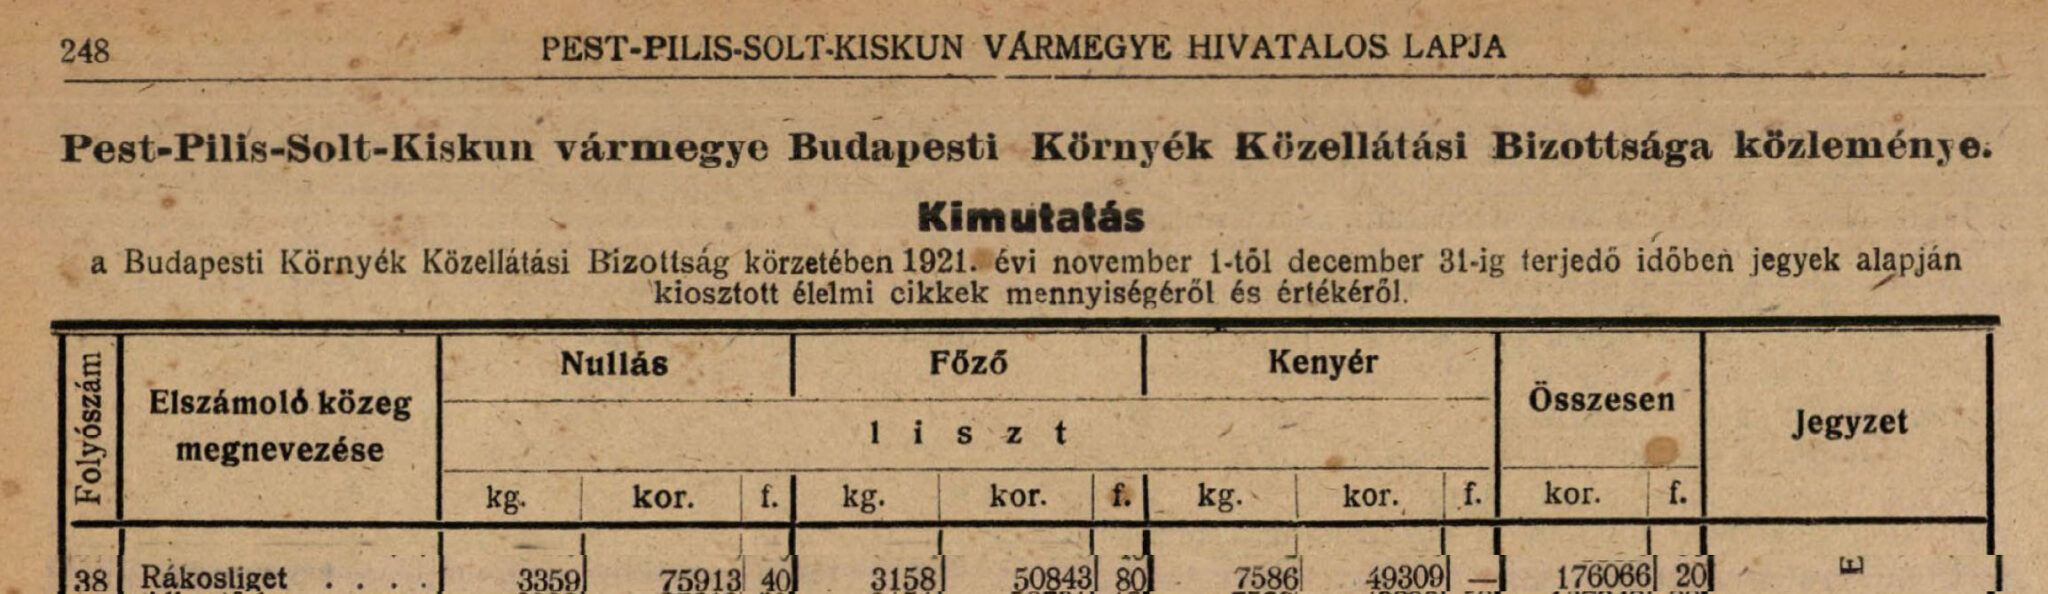 248 PEST-PILIS-SOLT-KISKUN VÁRMEGYE HIVATALOS LAPJA
Pest-Pilis-Solt-Kiskun vármegye Budapesti Környék Közellátási Bizottsága közleménye.
Kimutatás
a Budapesti Környék Közellátási Bizottság körzetében 1921. évi november 1-től december 31-ig terjedő időben jegyek alapján
kiosztott élelmi cikkek mennyiségéről és értékéről.
Folyószám
Elszámoló közeg
megnevezése
Nullás Főző Kenyér
liszt
Összesen
Jegyzet
kg. kor. f. kg. kor. f. kg. kor. f. kor. f.
38 Rákosliget . . . . 3359 75913 40 3158 50843 80 7586 49309 — 176066 20 E